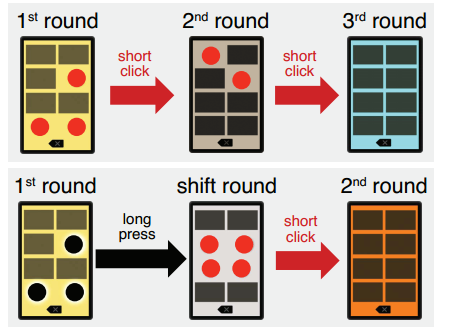 1st round
2nd round
3rd round
short
click
short
click
1st round
shift round
2nd round
long
press
short
click